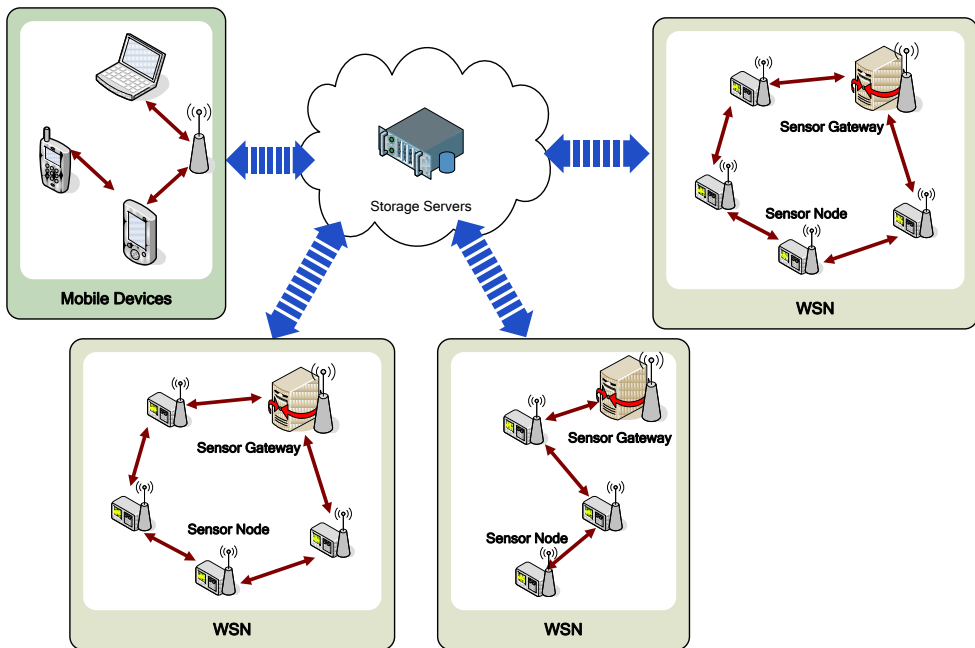 Storage Servers
Mobile Devices
Sensor Gateway
Sensor Node
WSN
Sensor Gateway
Sensor Node
WSN
Sensor Gateway
Sensor Node
WSN